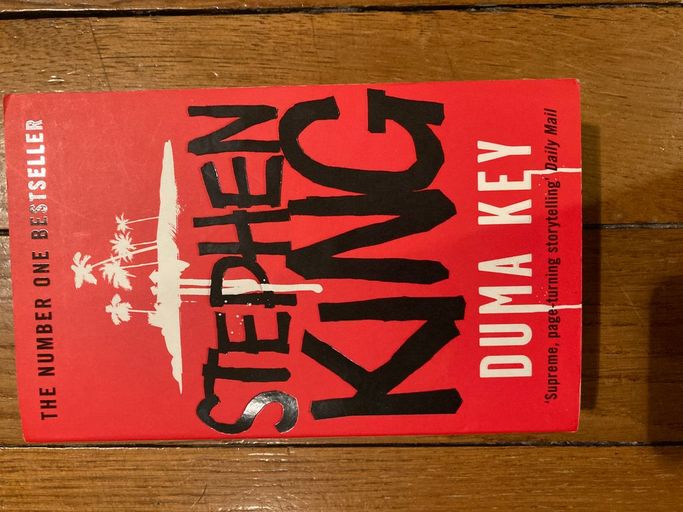 THE NUMBER ONE BESTSELLER
STEPHEN
KING
DUMA KEY
'Supreme, page-turning storytelling' Daily Mail